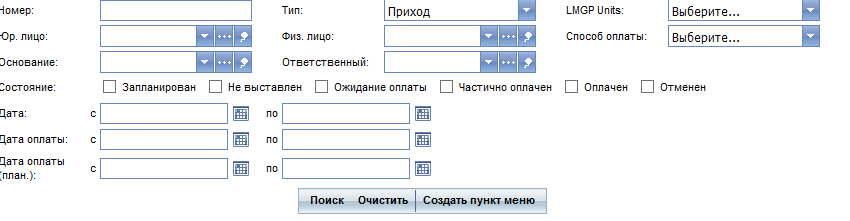 Номер: Тип: Приход LMGP Units: Выберите...
Юр. лицо: Физ. лицо: Способ оплаты: Выберите...
Основание: Ответственный:
Состояние: Запланирован Не выставлен Ожидание оплаты Частично оплачен Оплачен Отменен
Дата: с по
Дата оплаты: с по
Дата оплаты
(план.): с по
Поиск Очистить Создать пункт меню